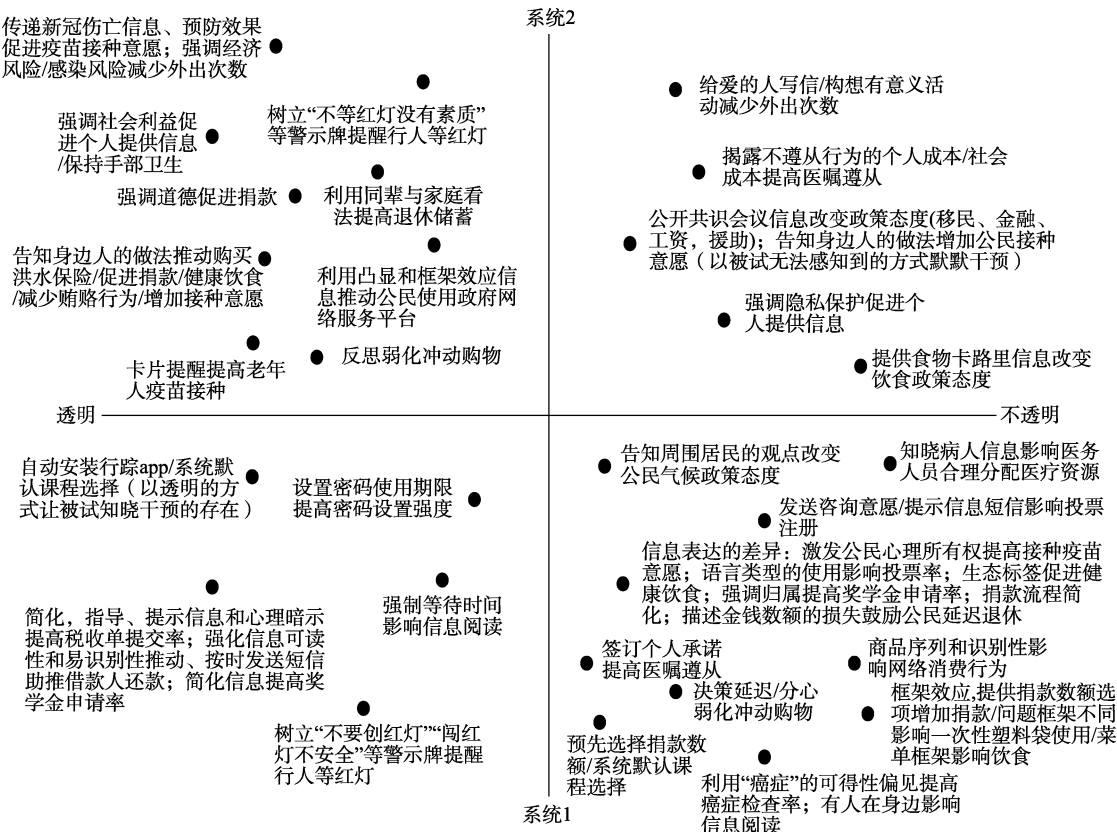 系统2
传递新冠伤亡信息、预防效果
促进疫苗接种意愿；强调经济
风险/感染风险减少外出次数
树立“不等红灯没有素质”
等警示牌提醒行人等红灯
强调社会利益促
进个人提供信息
/保持手部卫生
强调道德促进捐款
利用同辈与家庭看
法提高退休储蓄
告知身边人的做法推动购买
洪水保险/促进捐款/健康饮食
/减少贿赂行为/增加接种意愿
利用凸显和框架效应信
息推动公民使用政府网
络服务平台
反思弱化冲动购物
卡片提醒提高老年
人疫苗接种
给爱的人写信/构想有意义活
动减少外出次数
揭露不遵从行为的个人成本/社会
成本提高医嘱遵从
公开共识会议信息改变政策态度(移民、金融、
工资，援助)；告知身边人的做法增加公民接种
意愿（以被试无法感知到的方式默默干预）
强调隐私保护促进个
人提供信息
提供食物卡路里信息改变
饮食政策态度
透明
不透明
自动安装行踪app/系统默
认课程选择（以透明的方
式让被试知晓干预的存在）
设置密码使用期限
提高密码设置强度
强制等待时间
影响信息阅读
简化，指导、提示信息和心理暗示
提高税收单提交率；强化信息可读
性和易识别性推动、按时发送短信
助推借款人还款；简化信息提高奖
学金申请率
树立“不要创红灯”“闯红
灯不安全”等警示牌提醒
行人等红灯
告知周围居民的观点改变
公民气候政策态度
知晓病人信息影响医务
人员合理分配医疗资源
发送咨询意愿/提示信息短信影响投票
注册
信息表达的差异：激发公民心理所有权提高接种疫苗
意愿；语言类型的使用影响投票率；生态标签促进健
康饮食；强调归属提高奖学金申请率；捐款流程简
化；描述金钱数额的损失鼓励公民延迟退休
签订个人承诺
提高医嘱遵从
商品序列和识别性影
响网络消费行为
决策延迟/分心
弱化冲动购物
框架效应,提供捐款数额选
项增加捐款/问题框架不同
影响一次性塑料袋使用/菜
单框架影响饮食
预先选择捐款数
额/系统默认课
程选择
利用“癌症”的可得性偏见提高
癌症检查率；有人在身边影响
信息阅读
系统1